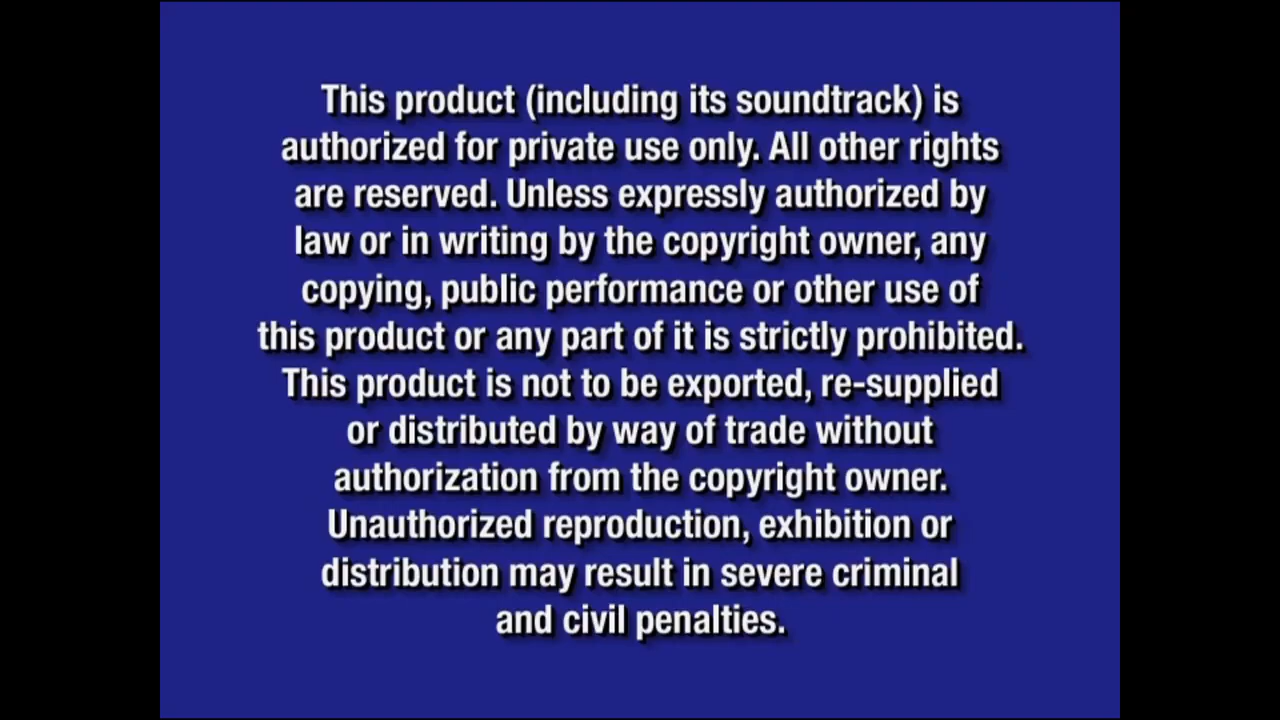 This product (including its soundtrack) is
authorized for private use only. All other rights
are reserved. Unless expressly authorized by
law or in writing by the copyright owner, any
copying, public performance or other use of
this product or any part of it is strictly prohibited.
This product is not to be exported, re-supplied
or distributed by way of trade without
authorization from the copyright owner.
Unauthorized reproduction, exhibition or
distribution may result in severe criminal
and civil penalties.